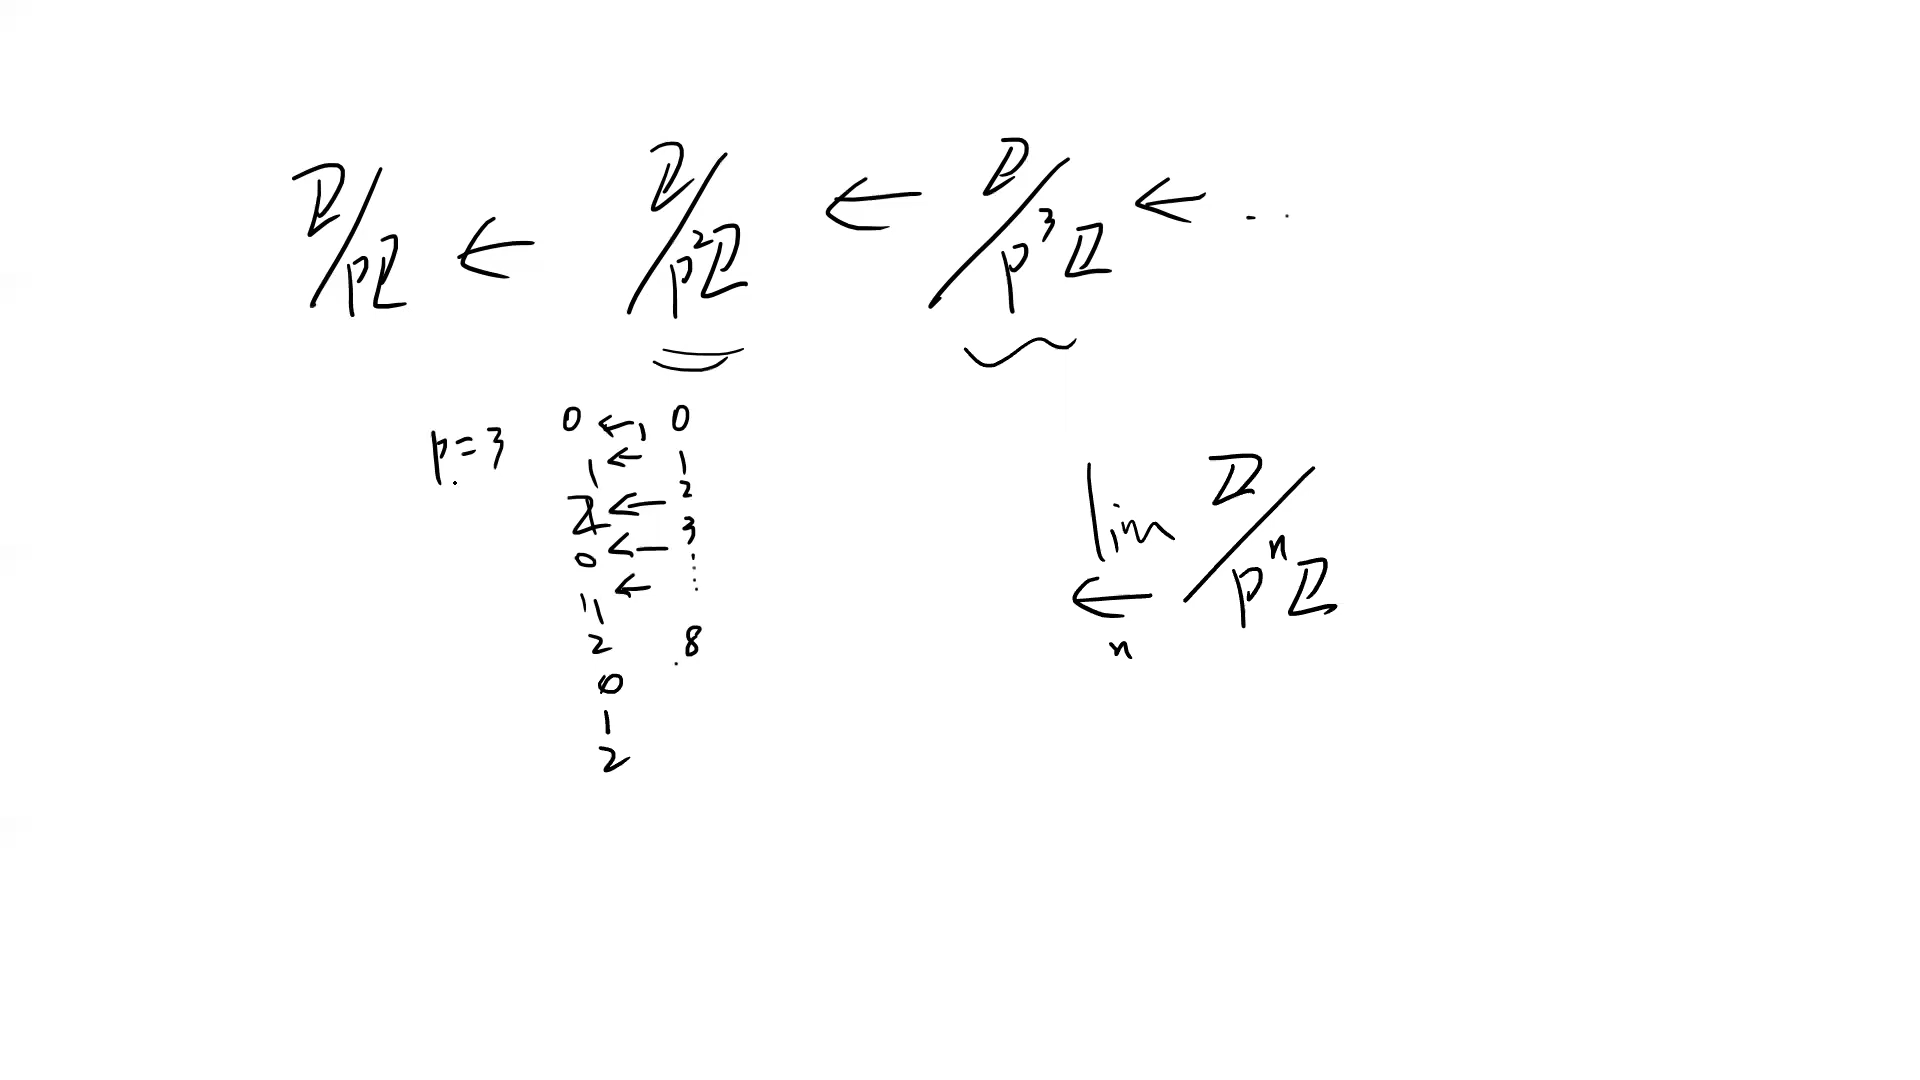 ℤ/pℤ ← ℤ/p²ℤ ← ℤ/p³ℤ ← ...
p=3
0 ← 0
1 ← 1
2 ← 2
0 ← 3
1 ← ⋮
2 8
0
1
2
lim ℤ/pⁿℤ
← n